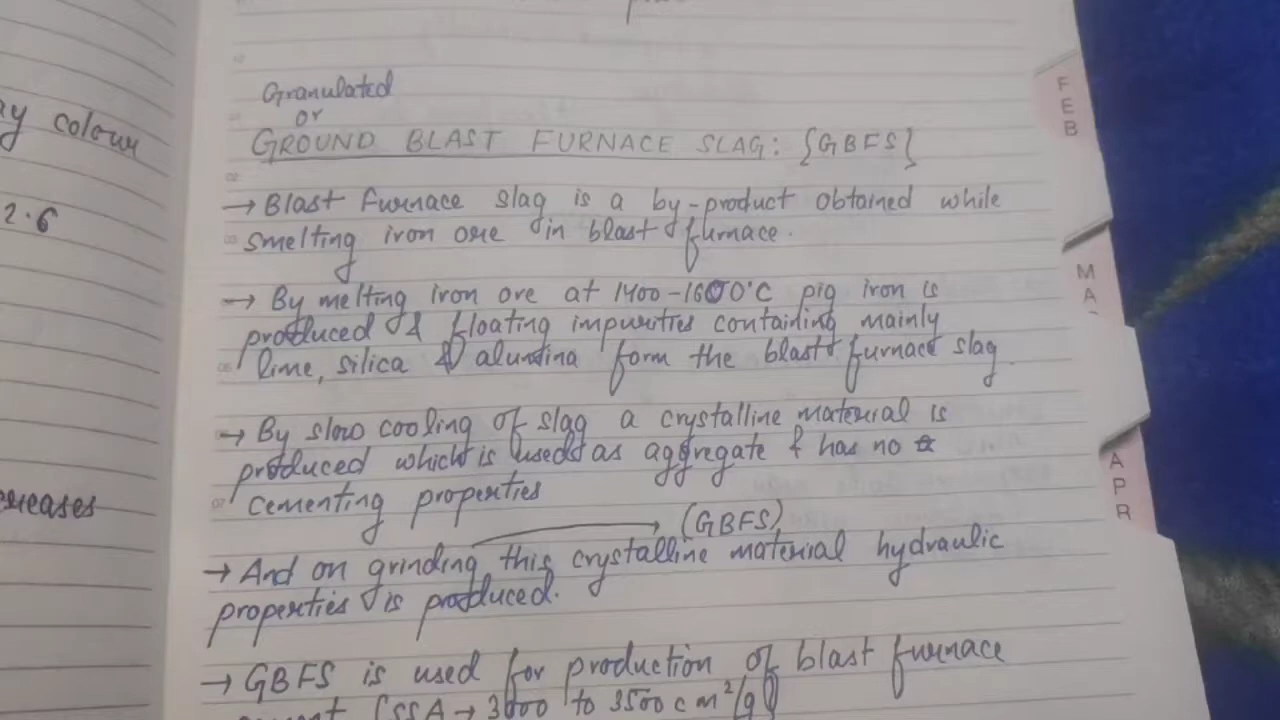 colour
2.6
Granulated
or
GROUND BLAST FURNACE SLAG: {GBFS}
→ Blast Furnace slag is a by-product obtained while
smelting iron ore in blast furnace.
→ By melting iron ore at 1400-1600°C pig iron is
produced & floating impurities containing mainly
lime, silica & alumina form the blast furnace slag.
→ By slow cooling of slag a crystalline material is
produced which is used as aggregate & has no
cementing properties
(GBFS)
→ And on grinding this crystalline material hydraulic
properties is produced.
→ GBFS is used for production of blast furnace
(SSA → 3000 to 3500 cm²/g)
FEB
MA
APR